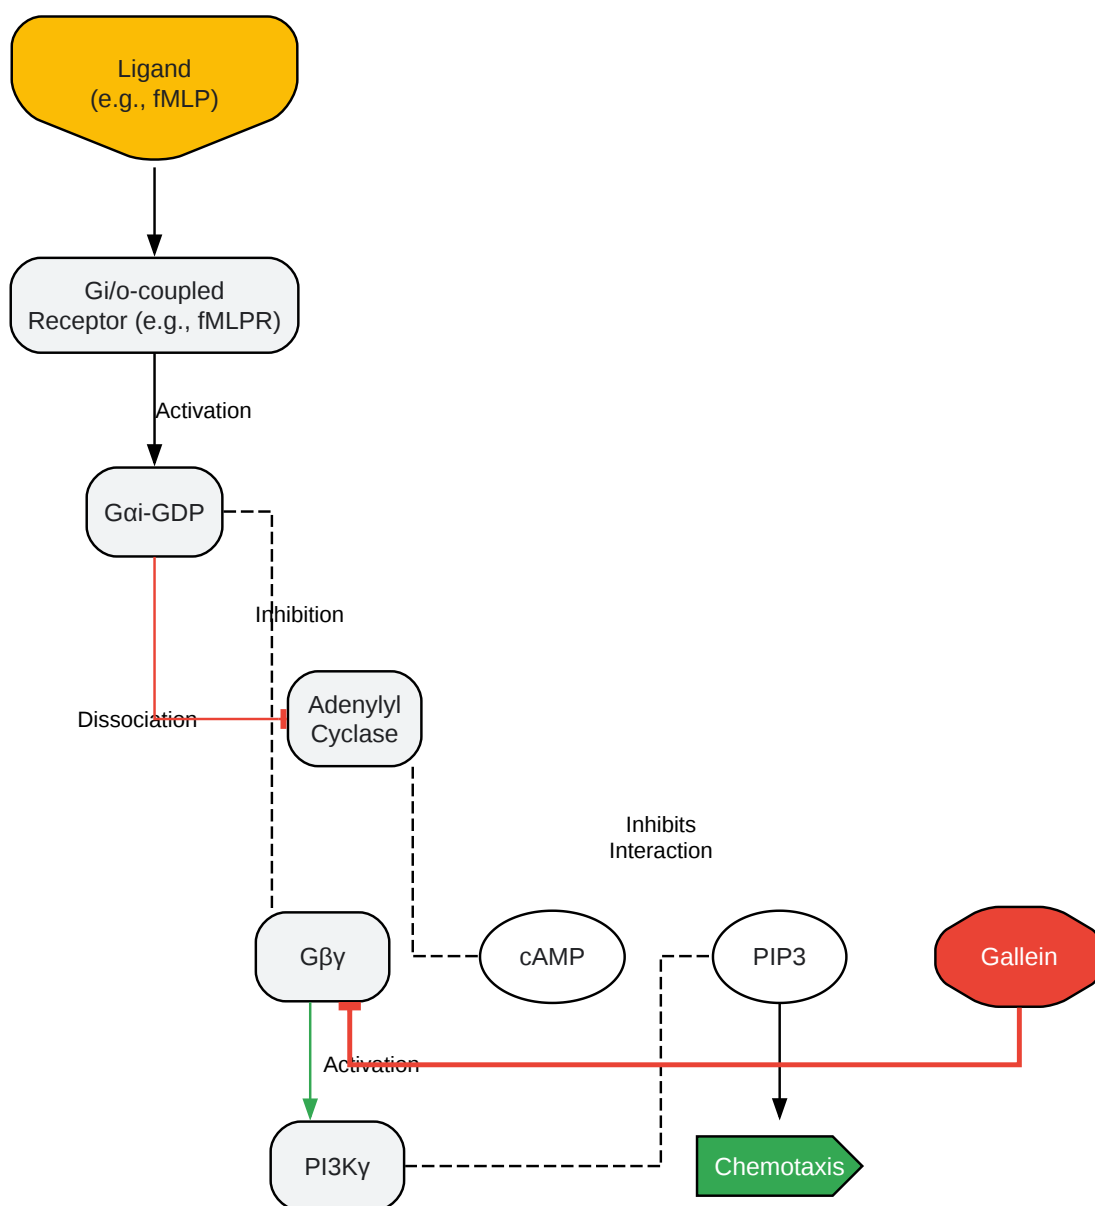 Ligand
(e.g., fMLP)
Gi/o-coupled
Receptor (e.g., fMLPR)
Activation
Gαi-GDP
Inhibition
Adenylyl
Cyclase
Dissociation
Inhibits
Interaction
Gβγ
cAMP
PIP3
Gallein
Activation
PI3Kγ
Chemotaxis